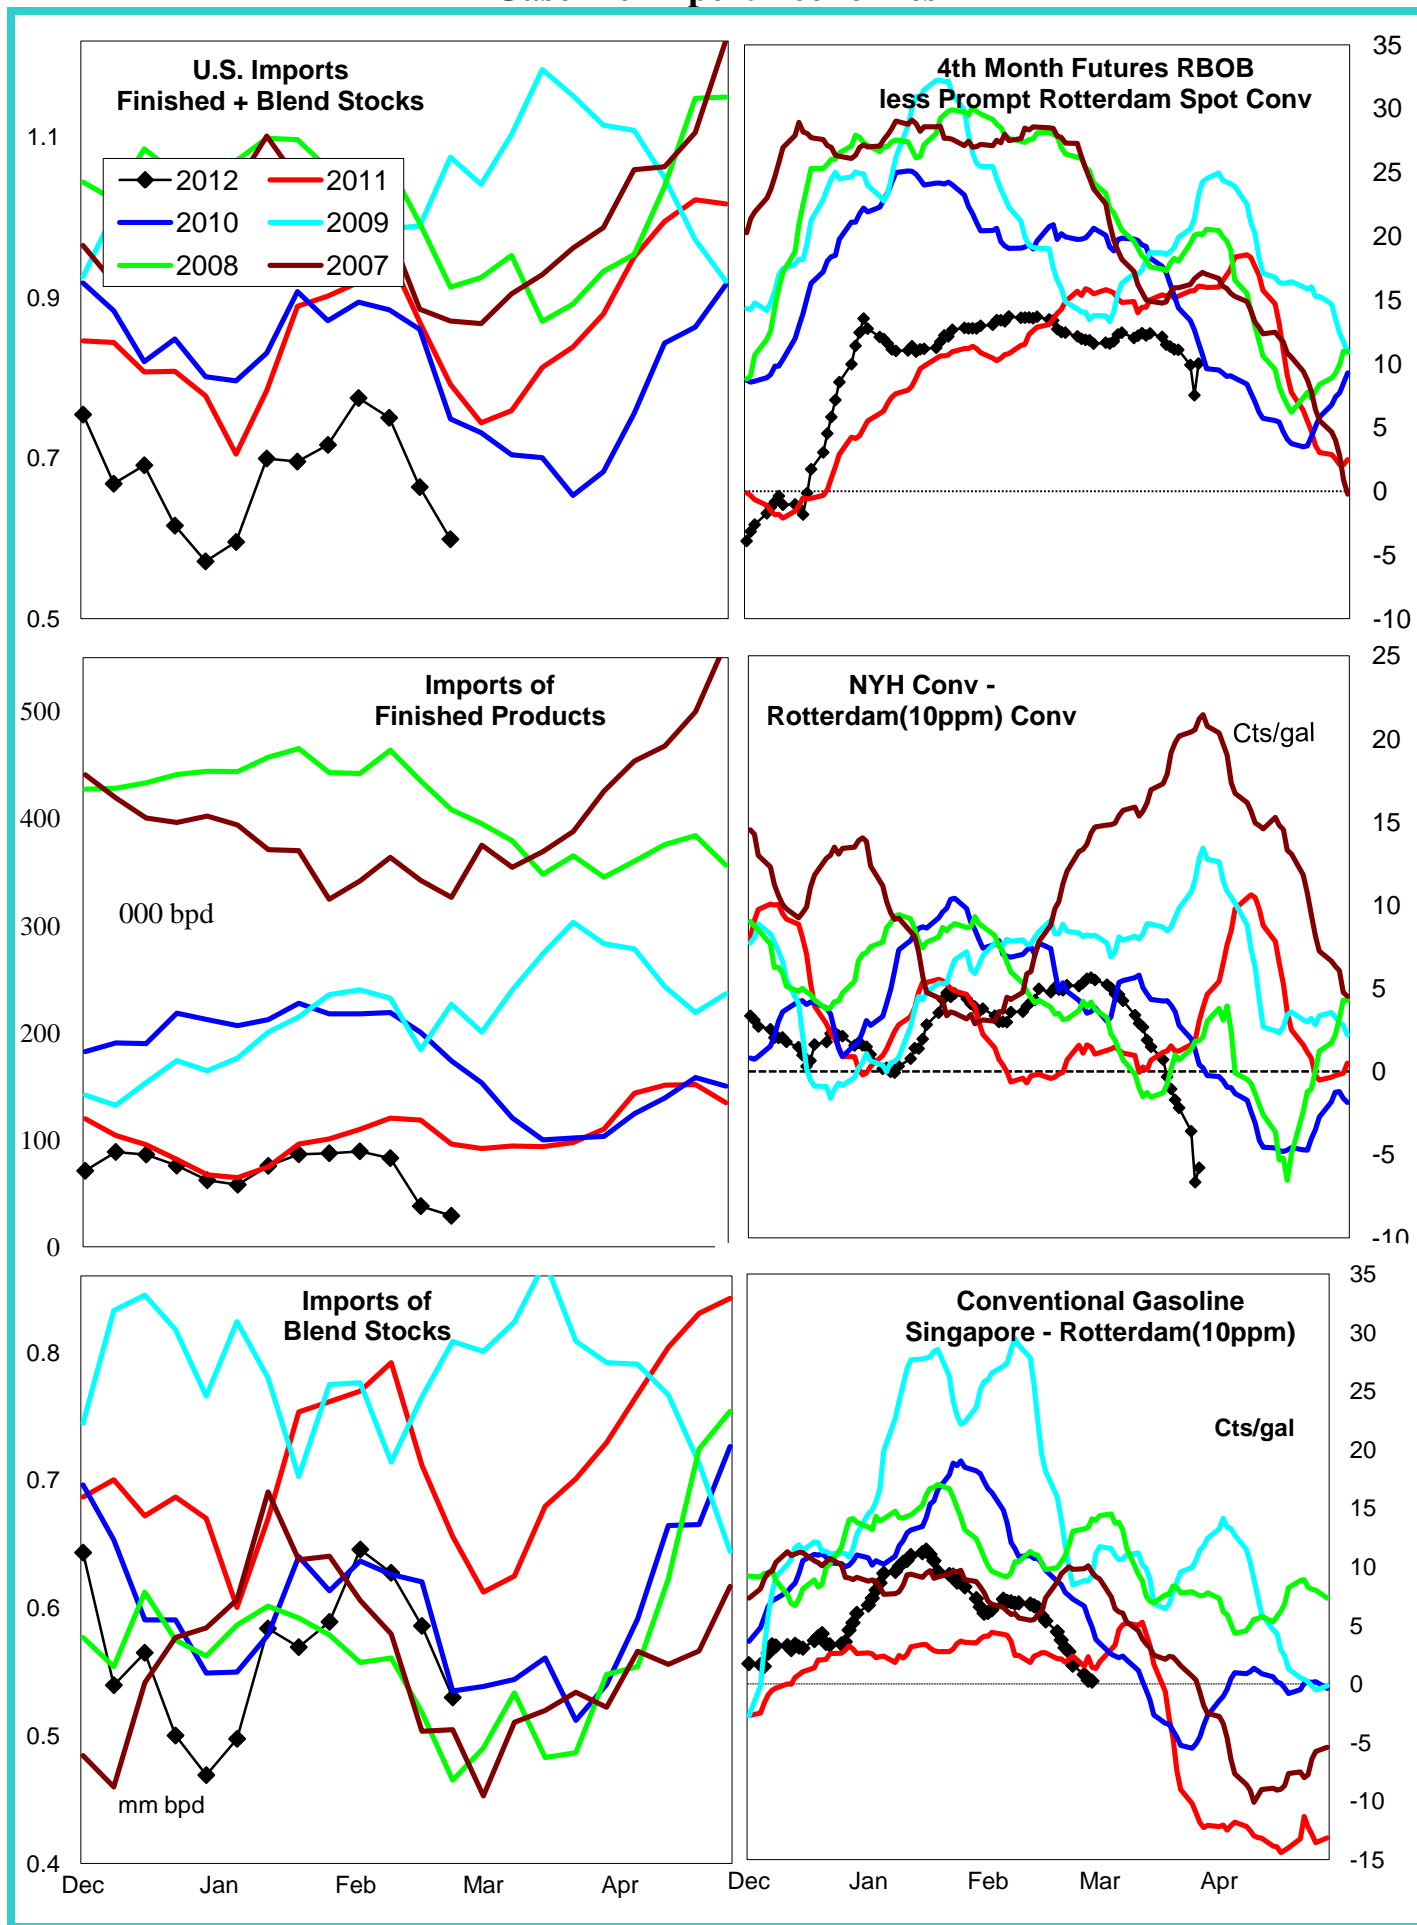 U.S. Imports
Finished + Blend Stocks
1.1
0.9
0.7
0.5
2012
2011
2010
2009
2008
2007
4th Month Futures RBOB
less Prompt Rotterdam Spot Conv
35
30
25
20
15
10
5
0
-5
-10
Imports of
Finished Products
500
400
300
200
100
0
000 bpd
NYH Conv -
Rotterdam(10ppm) Conv
Cts/gal
25
20
15
10
5
0
-5
-10
Imports of
Blend Stocks
0.8
0.7
0.6
0.5
0.4
mm bpd
Dec
Jan
Feb
Mar
Apr
Conventional Gasoline
Singapore - Rotterdam(10ppm)
Cts/gal
35
30
25
20
15
10
5
0
-5
-10
-15
Dec
Jan
Feb
Mar
Apr